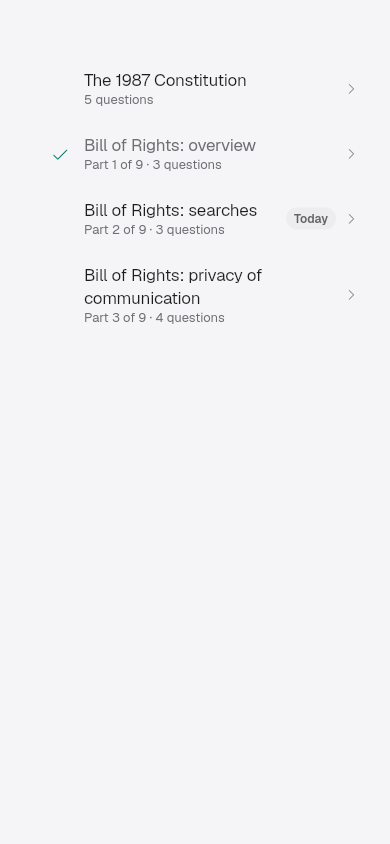 The 1987 Constitution
5 questions
Bill of Rights: overview
Part 1 of 9 · 3 questions
Bill of Rights: searches
Part 2 of 9 · 3 questions
Today
Bill of Rights: privacy of
communication
Part 3 of 9 · 4 questions